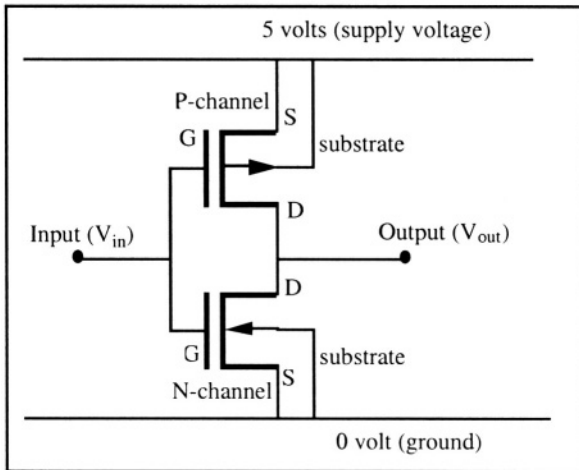 5 volts (supply voltage)
P-channel
S
G
substrate
D
Input (Vin)
Output (Vout)
D
G
substrate
S
N-channel
0 volt (ground)